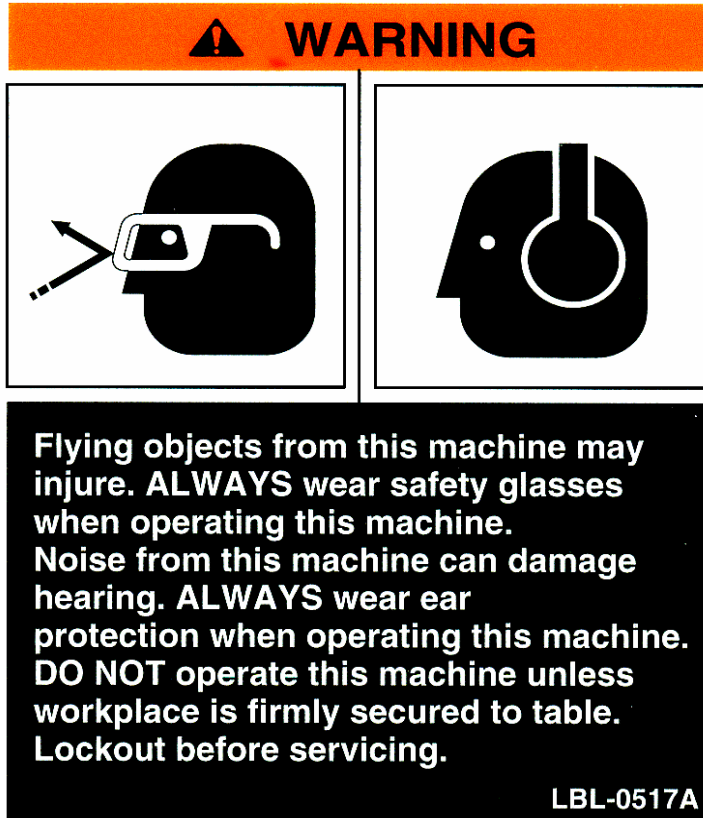 WARNING
Flying objects from this machine may
injure. ALWAYS wear safety glasses
when operating this machine.
Noise from this machine can damage
hearing. ALWAYS wear ear
protection when operating this machine.
DO NOT operate this machine unless
workplace is firmly secured to table.
Lockout before servicing.
LBL-0517A